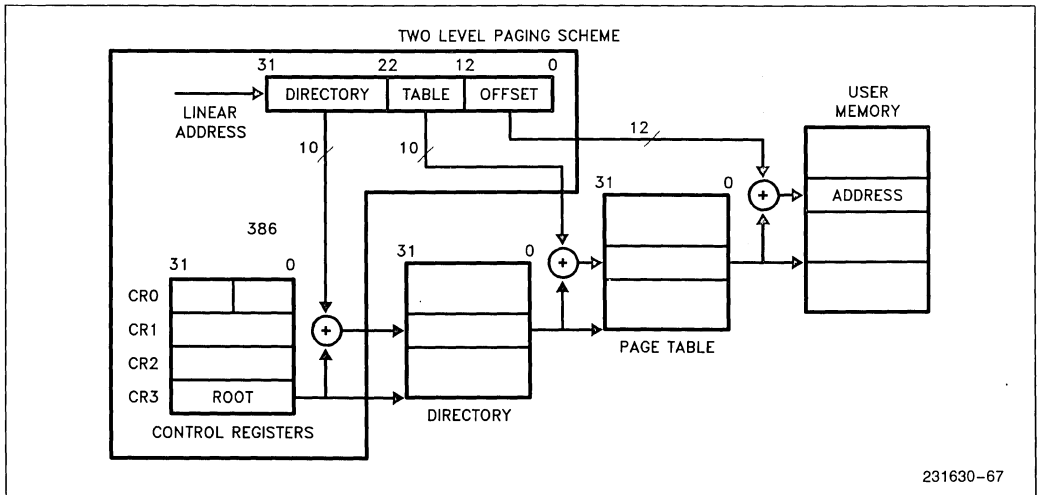 TWO LEVEL PAGING SCHEME
31 22 12 0
DIRECTORY TABLE OFFSET
LINEAR
ADDRESS
USER
MEMORY
10 10 12
31 0
ADDRESS
+
386
31 0
+
31 0
CR0
CR1
+
CR2
PAGE TABLE
CR3 ROOT
DIRECTORY
CONTROL REGISTERS
231630-67